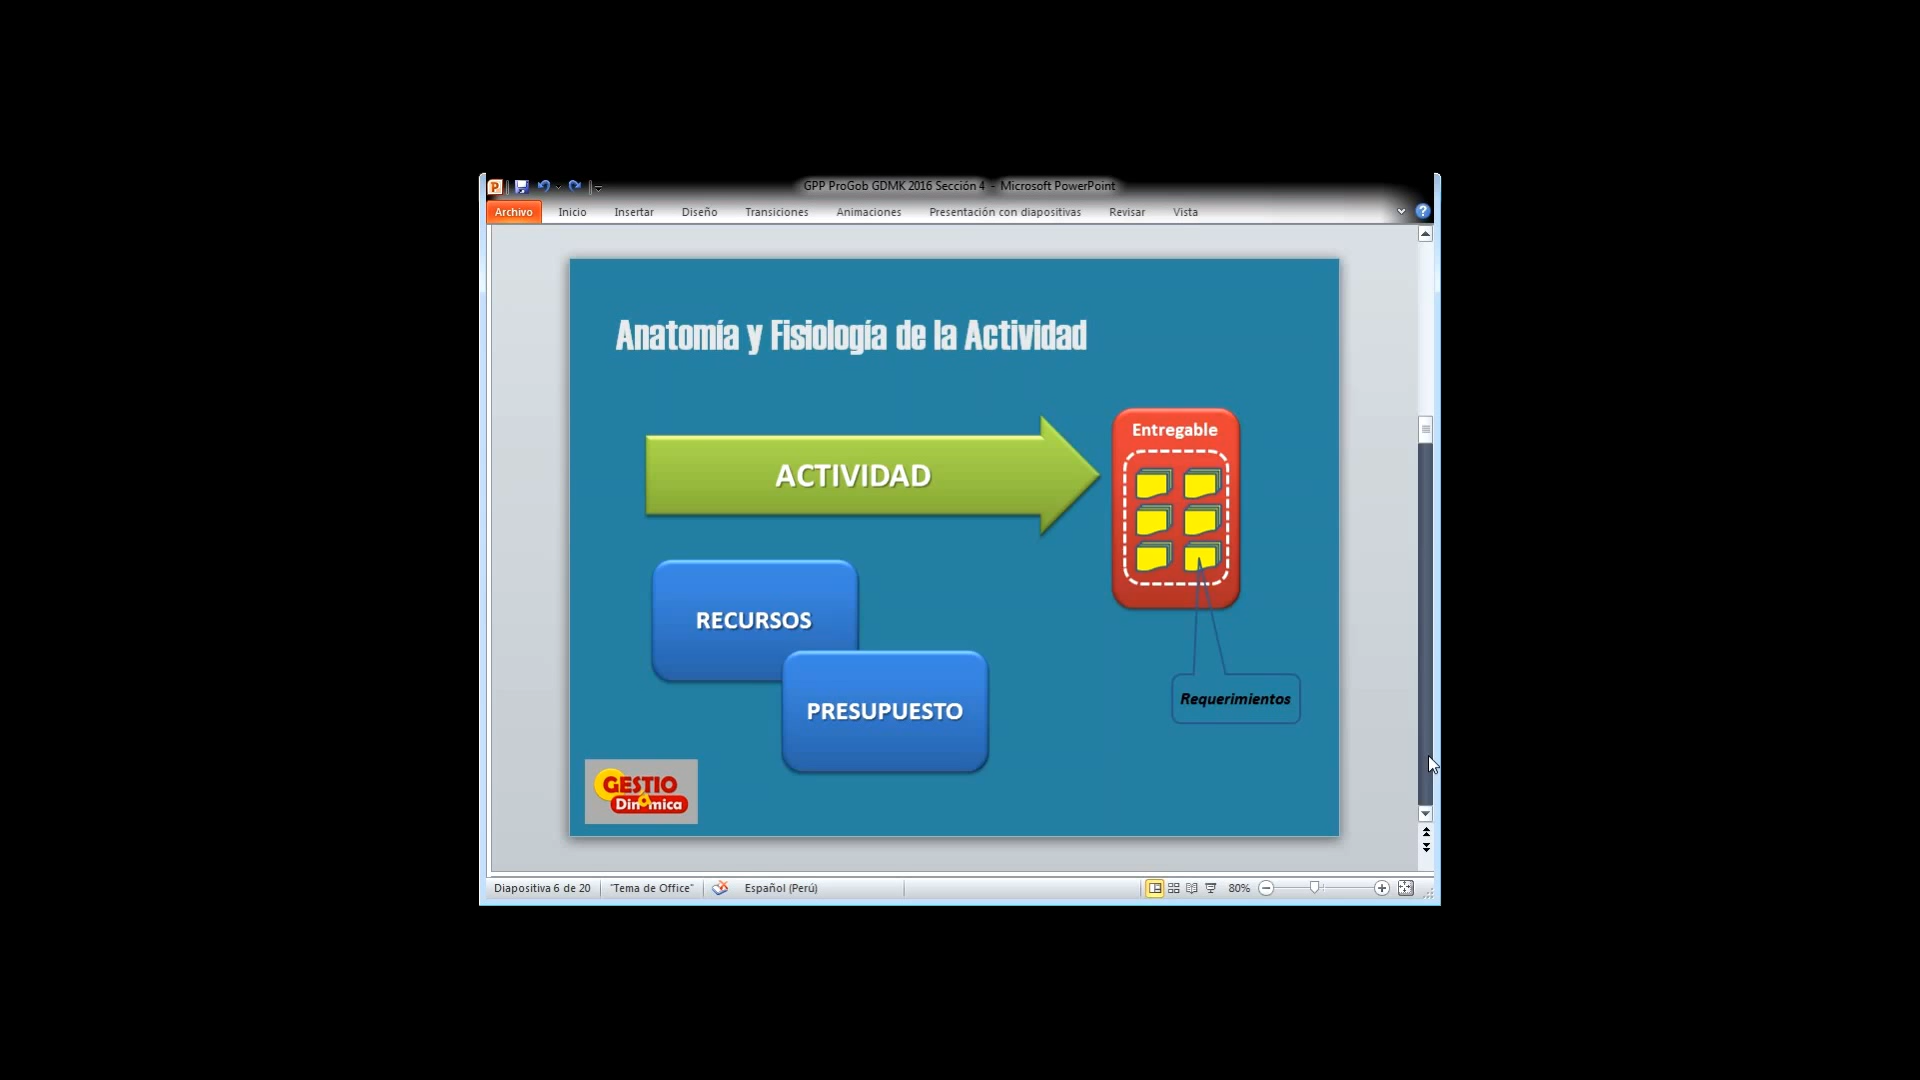 GPP ProGob GDMK 2016 Sección 4 - Microsoft PowerPoint
Archivo Inicio Insertar Diseño Transiciones Animaciones Presentación con diapositivas Revisar Vista
Anatomía y Fisiología de la Actividad
ACTIVIDAD
Entregable
RECURSOS
PRESUPUESTO
Requerimientos
GESTIO
Dinámica
Diapositiva 6 de 20 "Tema de Office" Español (Perú) 80%